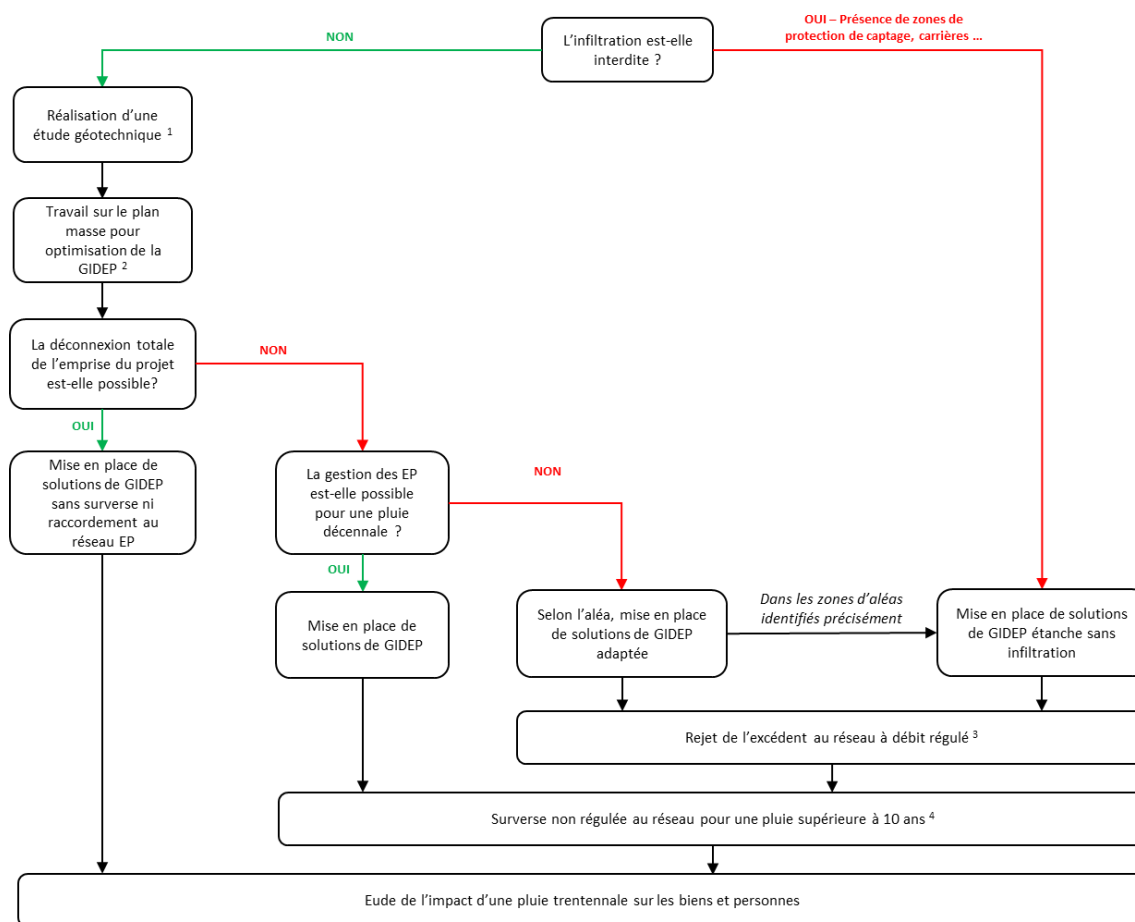 OUI – Présence de zones de
protection de captage, carrières ...
NON
L'infiltration est-elle
interdite ?
Réalisation d'une
étude géotechnique ¹
Travail sur le plan
masse pour
optimisation de la
GIDEP ²
La déconnexion totale
de l'emprise du projet
est-elle possible?
NON
OUI
Mise en place de
solutions de GIDEP
sans surverse ni
raccordement au
réseau EP
La gestion des EP
est-elle possible
pour une pluie
décennale ?
NON
OUI
Mise en place de
solutions de GIDEP
Selon l'aléa, mise en place
de solutions de GIDEP
adaptée
Dans les zones d'aléas
identifiés précisément
Mise en place de solutions
de GIDEP étanche sans
infiltration
Rejet de l'excédent au réseau à débit régulé ³
Surverse non régulée au réseau pour une pluie supérieure à 10 ans ⁴
Eude de l'impact d'une pluie trentennale sur les biens et personnes